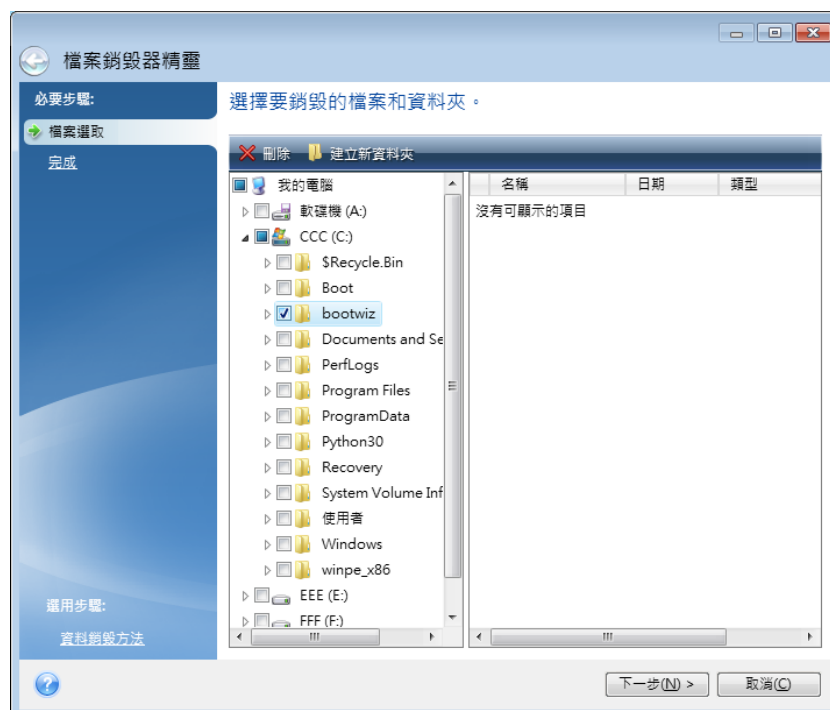 檔案銷毀器精靈
必要步驟:
檔案選取
完成
選用步驟:
資料銷毀方法
選擇要銷毀的檔案和資料夾。
刪除 建立新資料夾
我的電腦
軟碟機 (A:)
CCC (C:)
$Recycle.Bin
Boot
bootwiz
Documents and Se
PerfLogs
Program Files
ProgramData
Python30
Recovery
System Volume Inf
使用者
Windows
winpe_x86
EEE (E:)
FFF (F:)
名稱 日期 類型
沒有可顯示的項目
下一步(N) > 取消(C)